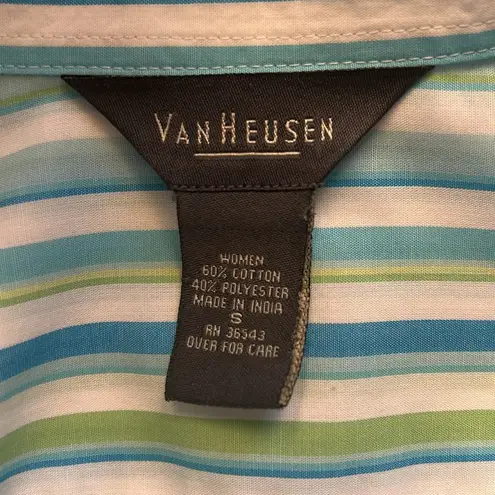 VAN HEUSEN
WOMEN
60% COTTON
40% POLYESTER
MADE IN INDIA
S
RN 36543
OVER FOR CARE